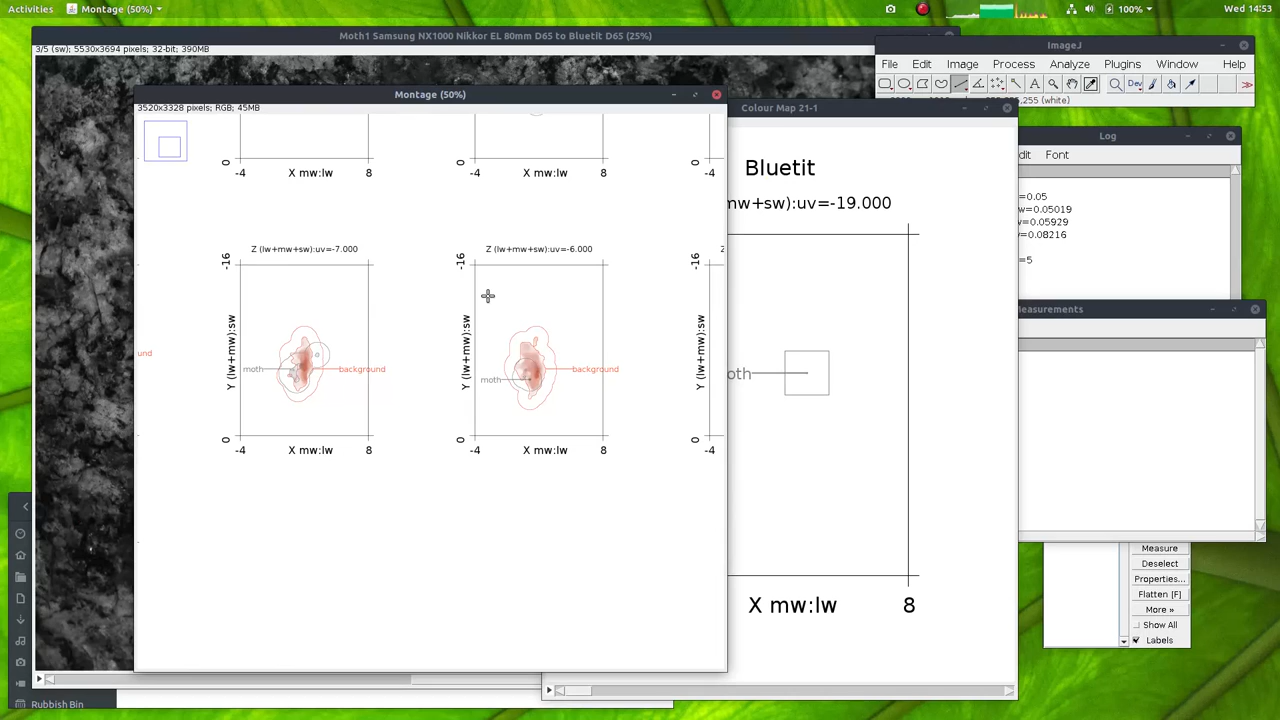 Activities
Montage (50%)
100%
Wed 14:53
Moth1 Samsung NX1000 Nikkor EL 80mm D65 to Bluetit D65 (25%)
3/5 (sw); 5530x3694 pixels; 32-bit; 390MB
ImageJ
File Edit Image Process Analyze Plugins Window Help
Dev
,255 (white)
Montage (50%)
3520x3328 pixels; RGB; 45MB
0
-4
X mw:lw
8
0
-4
X mw:lw
8
0
-4
Z (lw+mw+sw):uv=-7.000
-16
Y (lw+mw):sw
moth
background
0
-4
X mw:lw
8
Z (lw+mw+sw):uv=-6.000
-16
Y (lw+mw):sw
moth
background
0
-4
X mw:lw
8
Z
-16
Y (lw+mw):sw
0
-4
und
Colour Map 21-1
Bluetit
mw+sw):uv=-19.000
oth
X mw:lw
8
Log
dit Font
=0.05
w=0.05019
w=0.05929
w=0.08216
=5
easurements
Measure
Deselect
Properties...
Flatten [F]
More »
Show All
Labels
Rubbish Bin